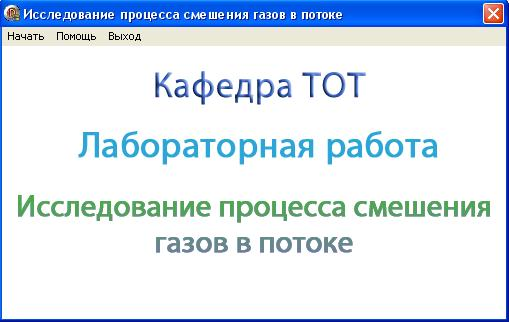 Исследование процесса смешения газов в потоке
Начать Помощь Выход
Кафедра ТОТ
Лабораторная работа
Исследование процесса смешения
газов в потоке